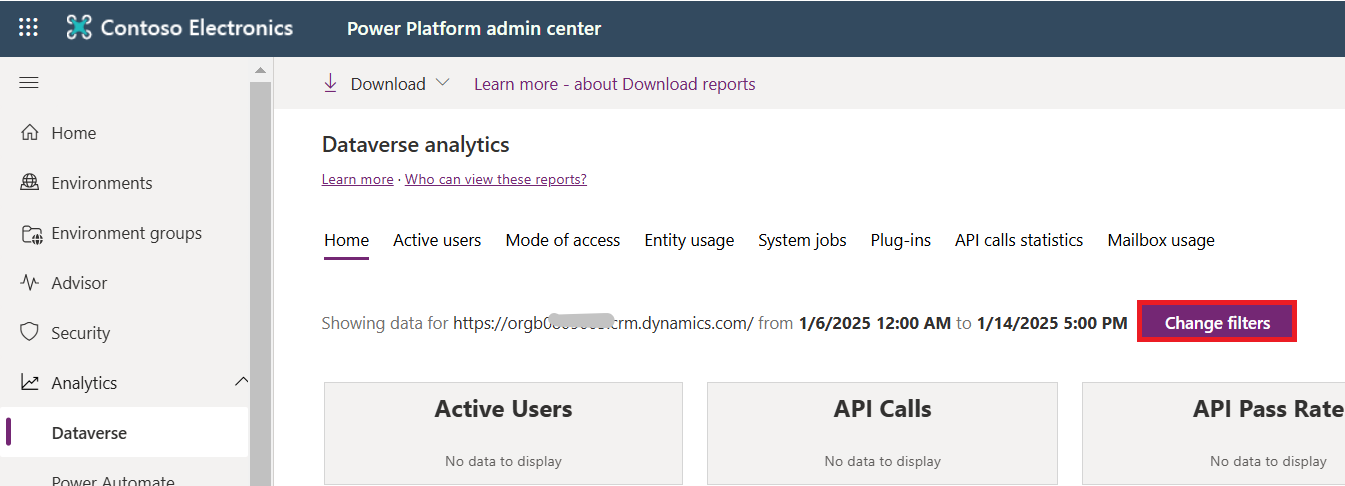 Contoso Electronics Power Platform admin center
Download Learn more - about Download reports
Home
Environments
Environment groups
Advisor
Security
Analytics
Dataverse
Power Automate
Dataverse analytics
Learn more · Who can view these reports?
Home Active users Mode of access Entity usage System jobs Plug-ins API calls statistics Mailbox usage
Showing data for .crm.dynamics.com/ from 1/6/2025 12:00 AM to 1/14/2025 5:00 PM Change filters
Active Users API Calls API Pass Rate
No data to display No data to display No data to display